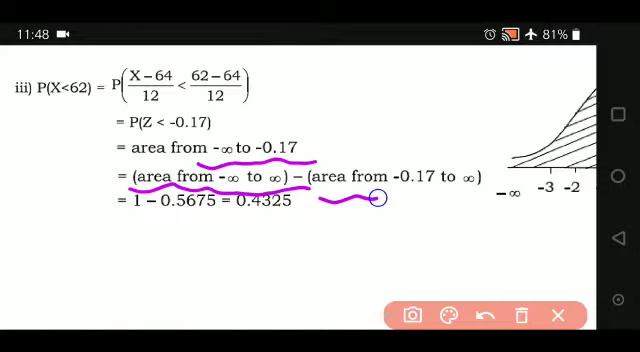 11:48 81%
iii) P(X<62) = P((X – 64)/12 < (62 – 64)/12)
= P(Z < -0.17)
= area from -∞ to -0.17
= (area from -∞ to ∞) – (area from -0.17 to ∞)
= 1 – 0.5675 = 0.4325
-∞ -3 -2